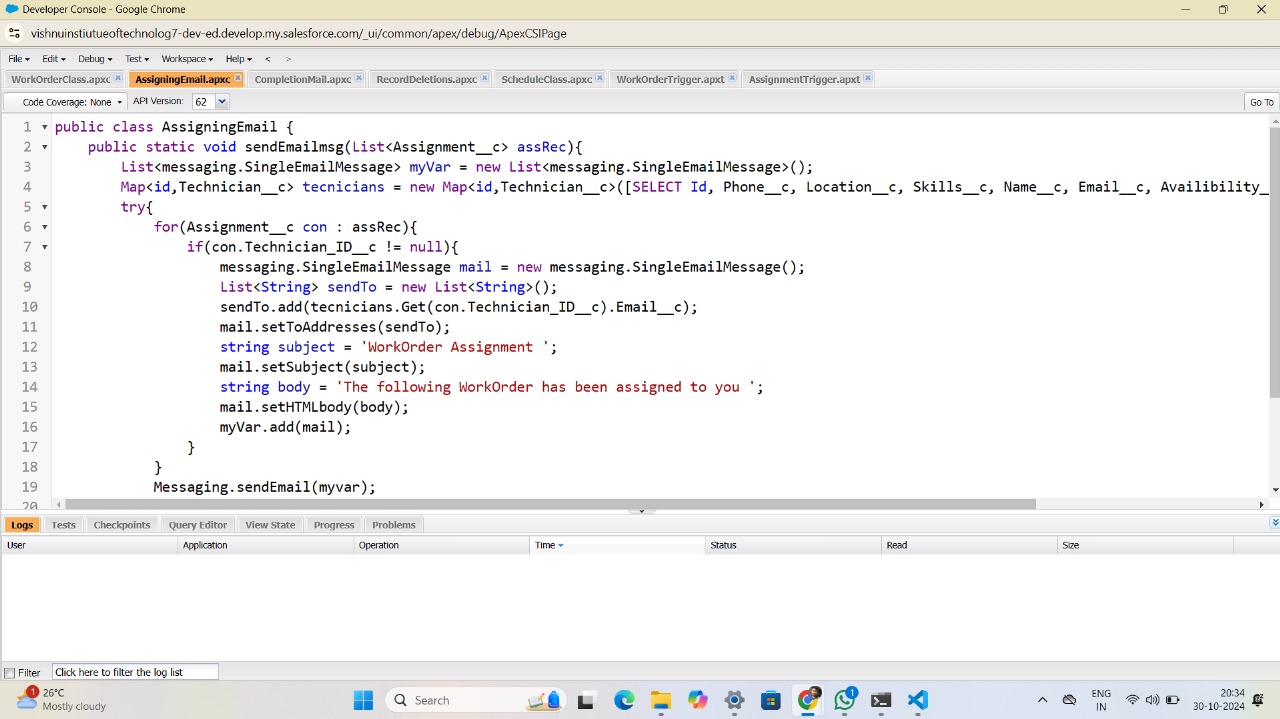 Developer Console - Google Chrome
vishnuinstiutueoftechnolog7-dev-ed.develop.my.salesforce.com/_ui/common/apex/debug/ApexCSIPage
File Edit Debug Test Workspace Help < >
WorkOrderClass.apxc AssigningEmail.apxc CompletionMail.apxc RecordDeletions.apxc ScheduleClass.apxc WorkOrderTrigger.apxt AssignmentTrigger.apxt
Code Coverage: None API Version: 62 Go To
1 public class AssigningEmail {
2 public static void sendEmailmsg(List<Assignment__c> assRec){
3 List<messaging.SingleEmailMessage> myVar = new List<messaging.SingleEmailMessage>();
4 Map<id,Technician__c> tecnicians = new Map<id,Technician__c>([SELECT Id, Phone__c, Location__c, Skills__c, Name__c, Email__c, Availibility_
5 try{
6 for(Assignment__c con : assRec){
7 if(con.Technician_ID__c != null){
8 messaging.SingleEmailMessage mail = new messaging.SingleEmailMessage();
9 List<String> sendTo = new List<String>();
10 sendTo.add(tecnicians.Get(con.Technician_ID__c).Email__c);
11 mail.setToAddresses(sendTo);
12 string subject = 'WorkOrder Assignment ';
13 mail.setSubject(subject);
14 string body = 'The following WorkOrder has been assigned to you ';
15 mail.setHTMLbody(body);
16 myVar.add(mail);
17 }
18 }
19 Messaging.sendEmail(myvar);
20
Logs Tests Checkpoints Query Editor View State Progress Problems
User Application Operation Time Status Read Size
Filter Click here to filter the log list
1 26°C
Mostly cloudy
Search
1
ENG
IN
20:34
30-10-2024